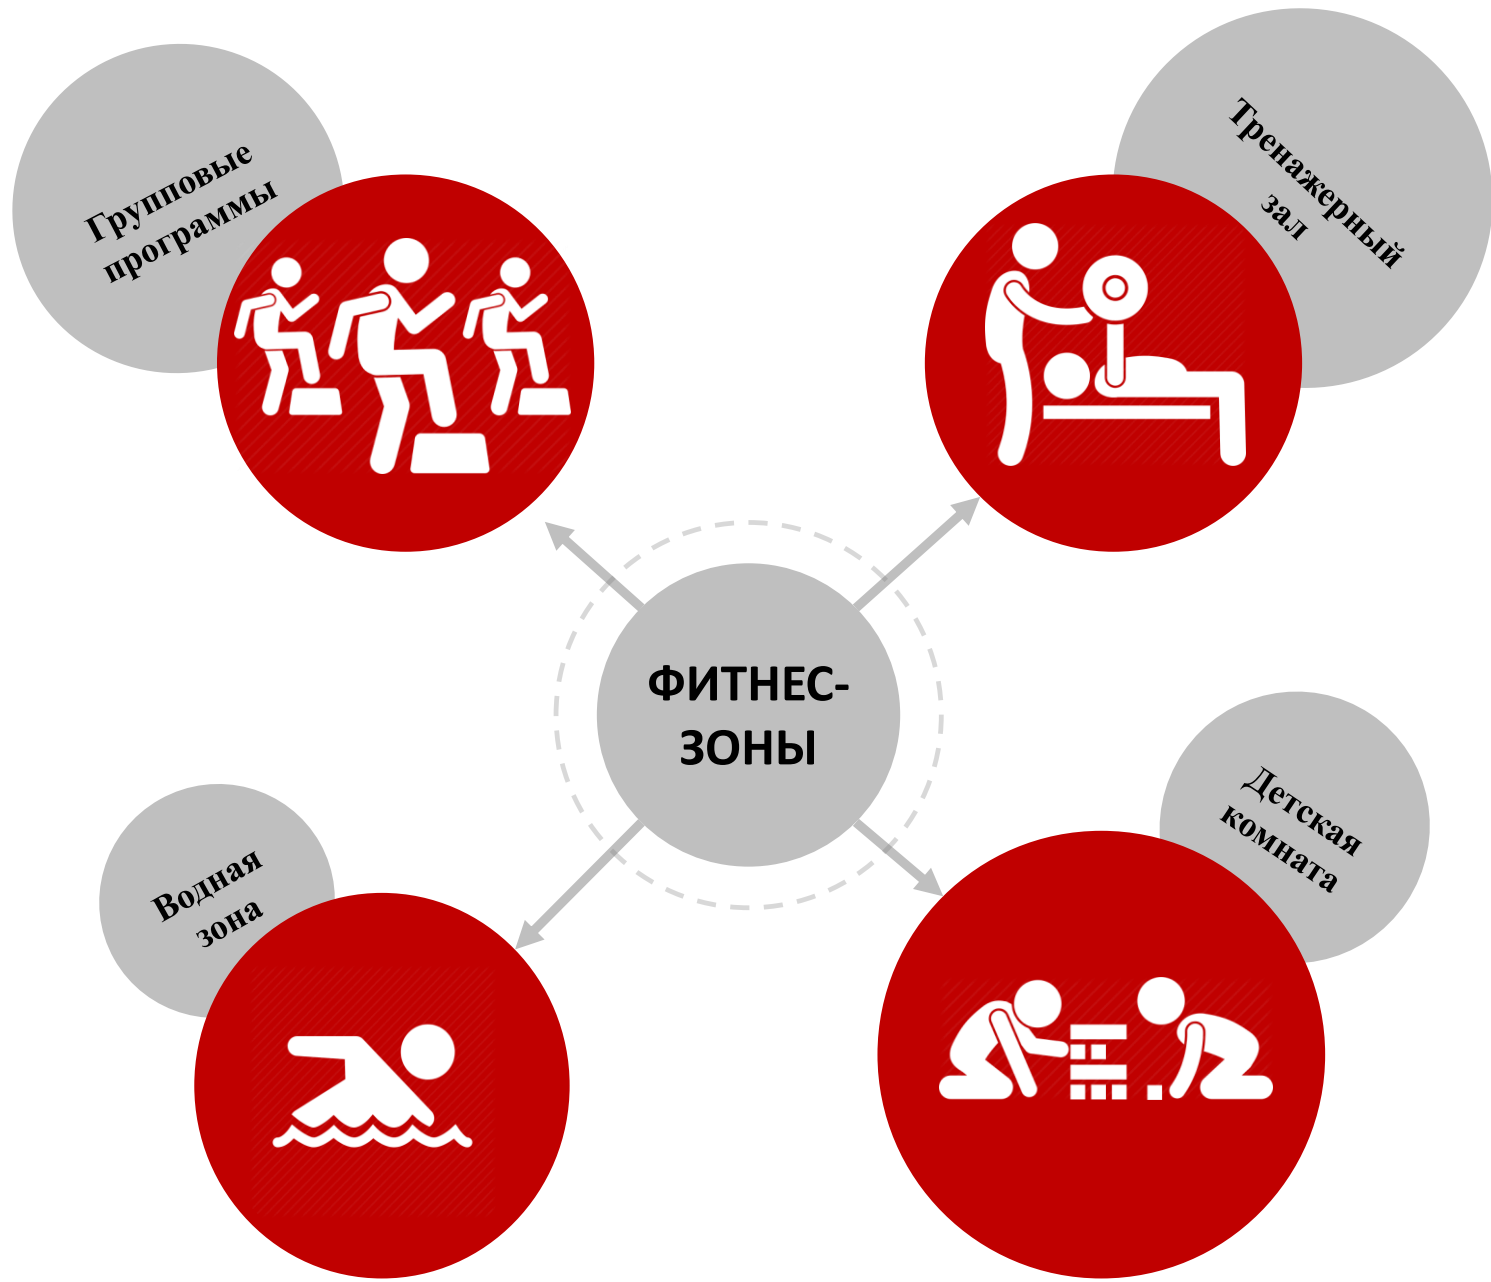 Групповые
программы
Тренажерный
зал
ФИТНЕС-
ЗОНЫ
Водная
зона
Детская
комната